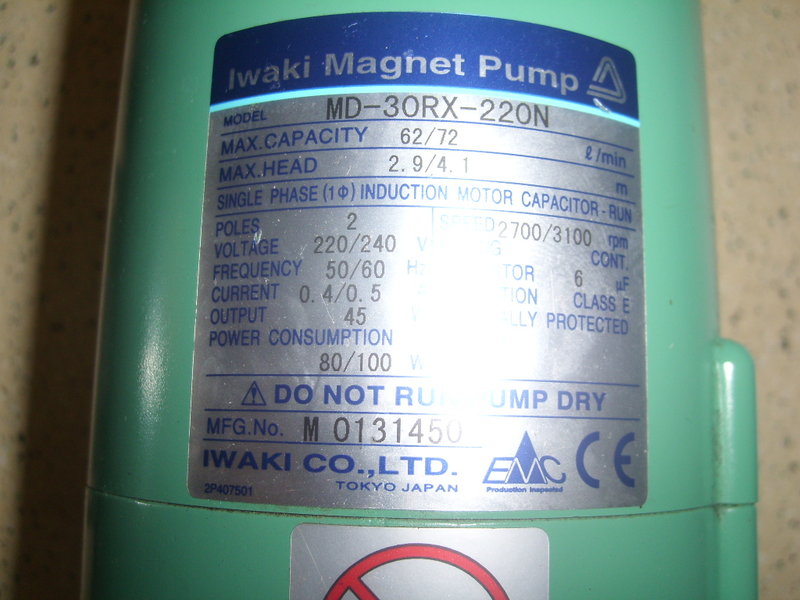 Iwaki Magnet Pump
MODEL MD-30RX-220N
MAX.CAPACITY 62/72 ℓ/min
MAX.HEAD 2.9/4.1 m
SINGLE PHASE (1Φ) INDUCTION MOTOR CAPACITOR-RUN
POLES 2 SPEED 2700/3100 rpm
VOLTAGE 220/240 V CONT.
FREQUENCY 50/60 Hz 6 μF
CURRENT 0.4/0.5 CLASS E
OUTPUT 45 W PROTECTED
POWER CONSUMPTION
80/100 W
⚠ DO NOT RUN PUMP DRY
MFG.No. M 0131450
IWAKI CO.,LTD. EMC CE
TOKYO JAPAN Production Inspected
2P407501